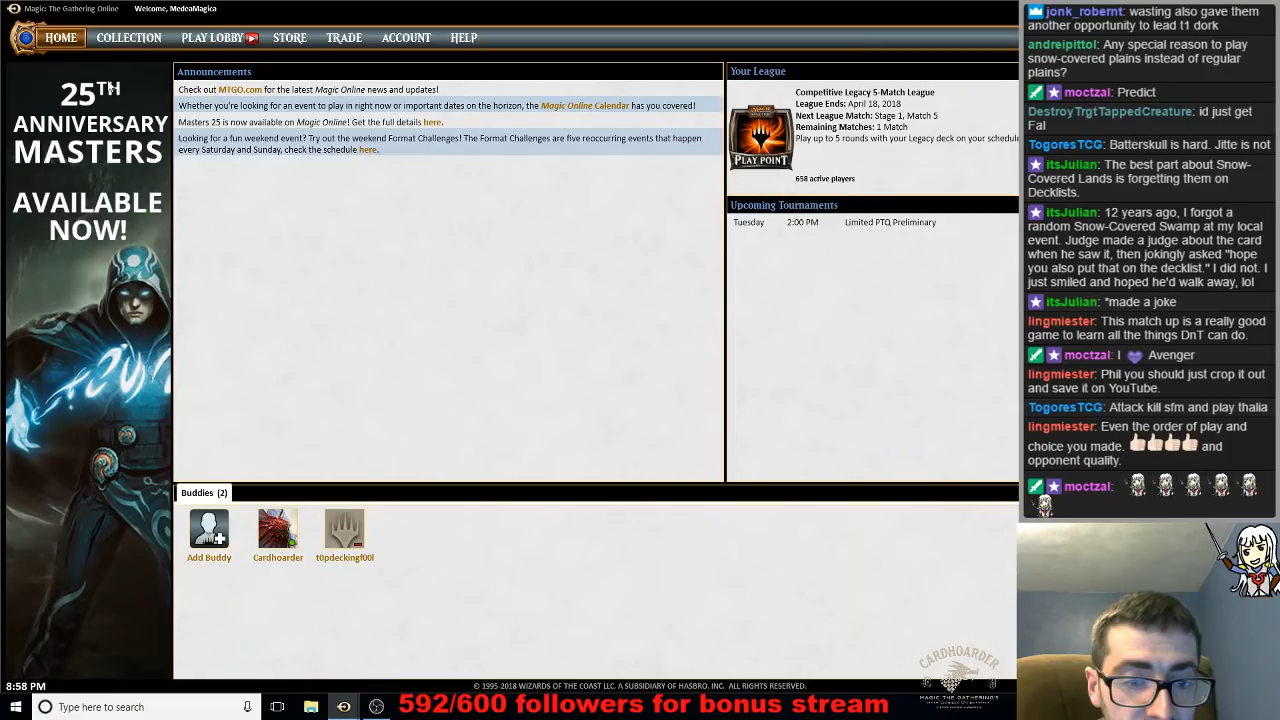 Magic: The Gathering Online
Welcome, MedeaMagica
HOME
COLLECTION
PLAY LOBBY
STORE
TRADE
ACCOUNT
HELP
25TH
ANNIVERSARY
MASTERS
AVAILABLE
NOW!
Announcements
Check out MTGO.com for the latest Magic Online news and updates!
Whether you're looking for an event to play in right now or important dates on the horizon, the Magic Online Calendar has you covered!
Masters 25 is now available on Magic Online! Get the full details here.
Looking for a fun weekend event? Try out the weekend Format Challenges! The Format Challenges are five reoccurring events that happen
every Saturday and Sunday, check the schedule here.
Your League
PLAY POINT
Competitive Legacy 5-Match League
League Ends: April 18, 2018
Next League Match: Stage 1, Match 5
Remaining Matches: 1 Match
Play up to 5 rounds with your Legacy deck on your schedule
658 active players
Upcoming Tournaments
Tuesday 2:00 PM Limited PTQ Preliminary
Buddies (2)
Add Buddy
Cardhoarder
t0pdeckingf00l
CARDHOARDER
© 1995-2018 WIZARDS OF THE COAST LLC, A SUBSIDIARY OF HASBRO, INC. ALL RIGHTS RESERVED.
8:58 PM
Type here to search
592/600 followers for bonus stream
jonk_robernt: wasting also gave them
another opportunity to lead t1 dork
andreipittol: Any special reason to play
snow-covered plains instead of regular
plains?
moctzal: Predict
DestroyTrgtTappedCreature: id just get
Fal
TogoresTCG: Batterskull is hard. Jitte is not
itsJulian: The best part about Snow-
Covered Lands is forgetting them on
Decklists.
itsJulian: 12 years ago, I forgot a
random Snow-Covered Swamp at my local
event. Judge made a judge about the card
when he saw it, then jokingly asked "hope
you also put that on the decklist." I did not. I
just smiled and hoped he'd walk away, lol
itsJulian: *made a joke
lingmiester: This match up is a really good
game to learn all the things DnT can do.
moctzal: I 💜 Avenger
lingmiester: Phil you should just crop it out
and save it on YouTube.
TogoresTCG: Attack kill sfm and play thalia
lingmiester: Even the order of play and
choice you made. 👍🏻👍🏻👍🏻👍🏻 and
opponent quality.
moctzal: